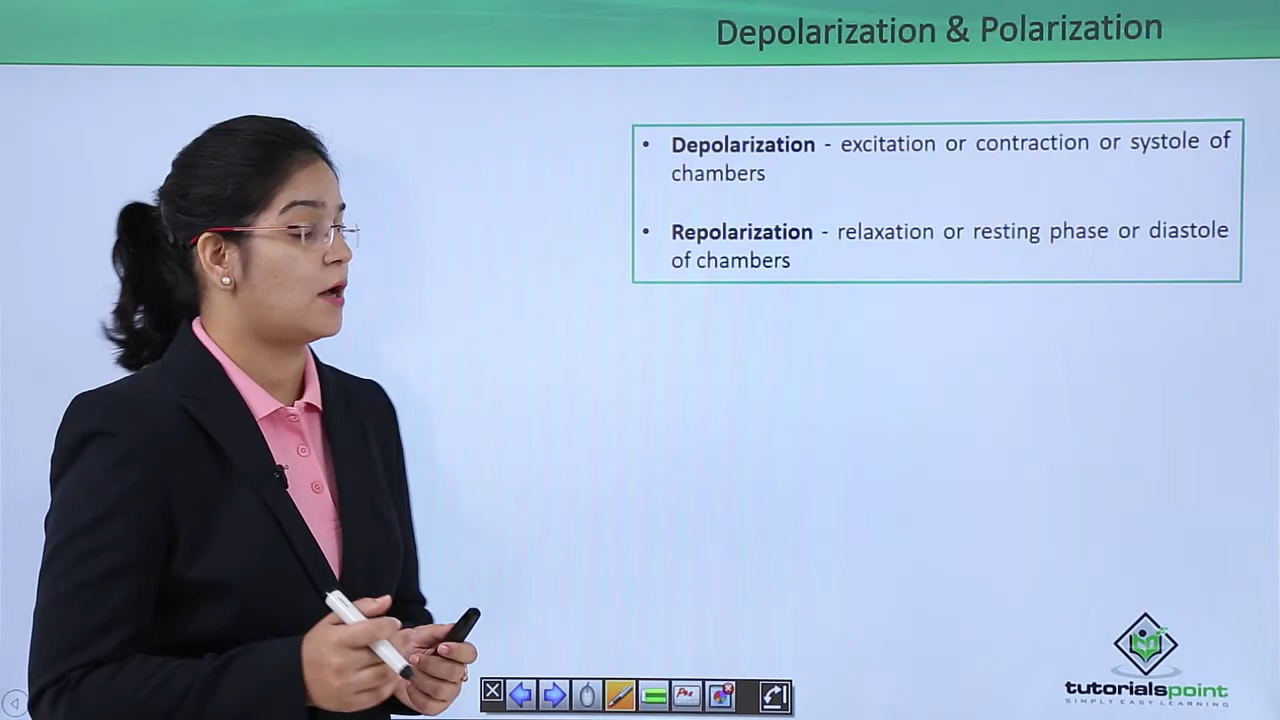 Depolarization & Polarization
• Depolarization - excitation or contraction or systole of
chambers
• Repolarization - relaxation or resting phase or diastole
of chambers
tutorialspoint
SIMPLY EASY LEARNING